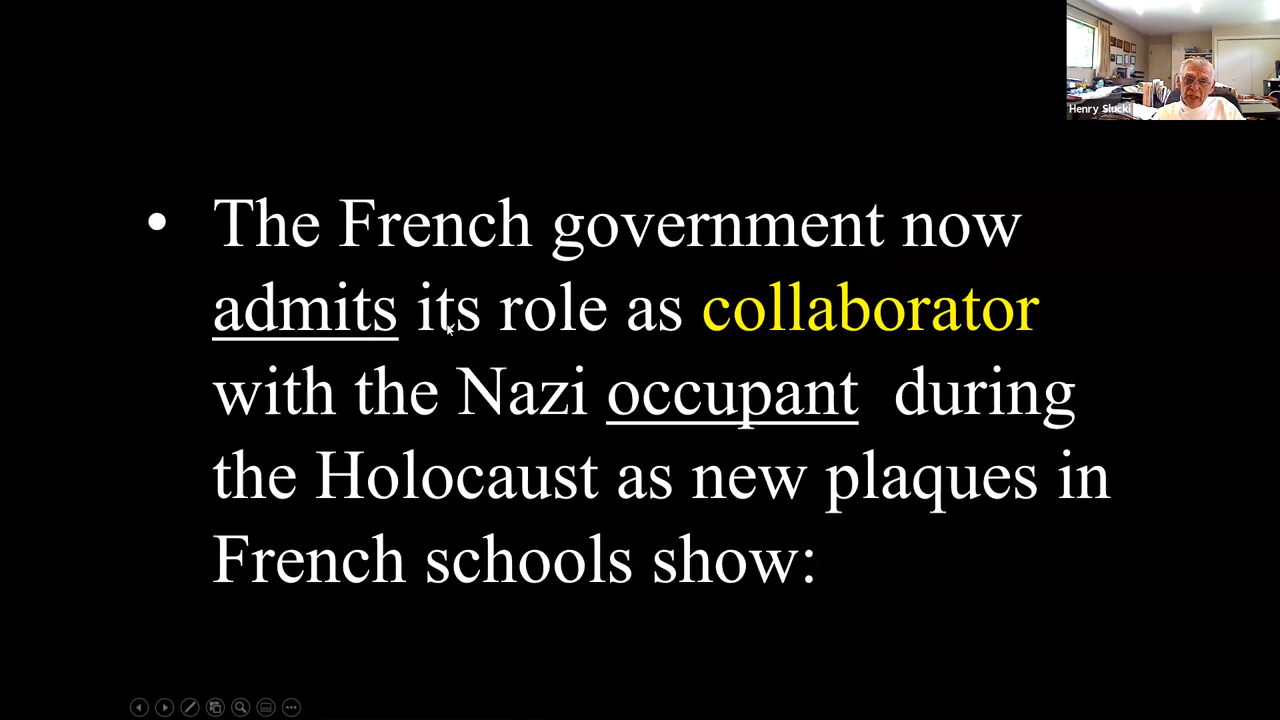 Henry Slucki
• The French government now
admits its role as collaborator
with the Nazi occupant during
the Holocaust as new plaques in
French schools show: